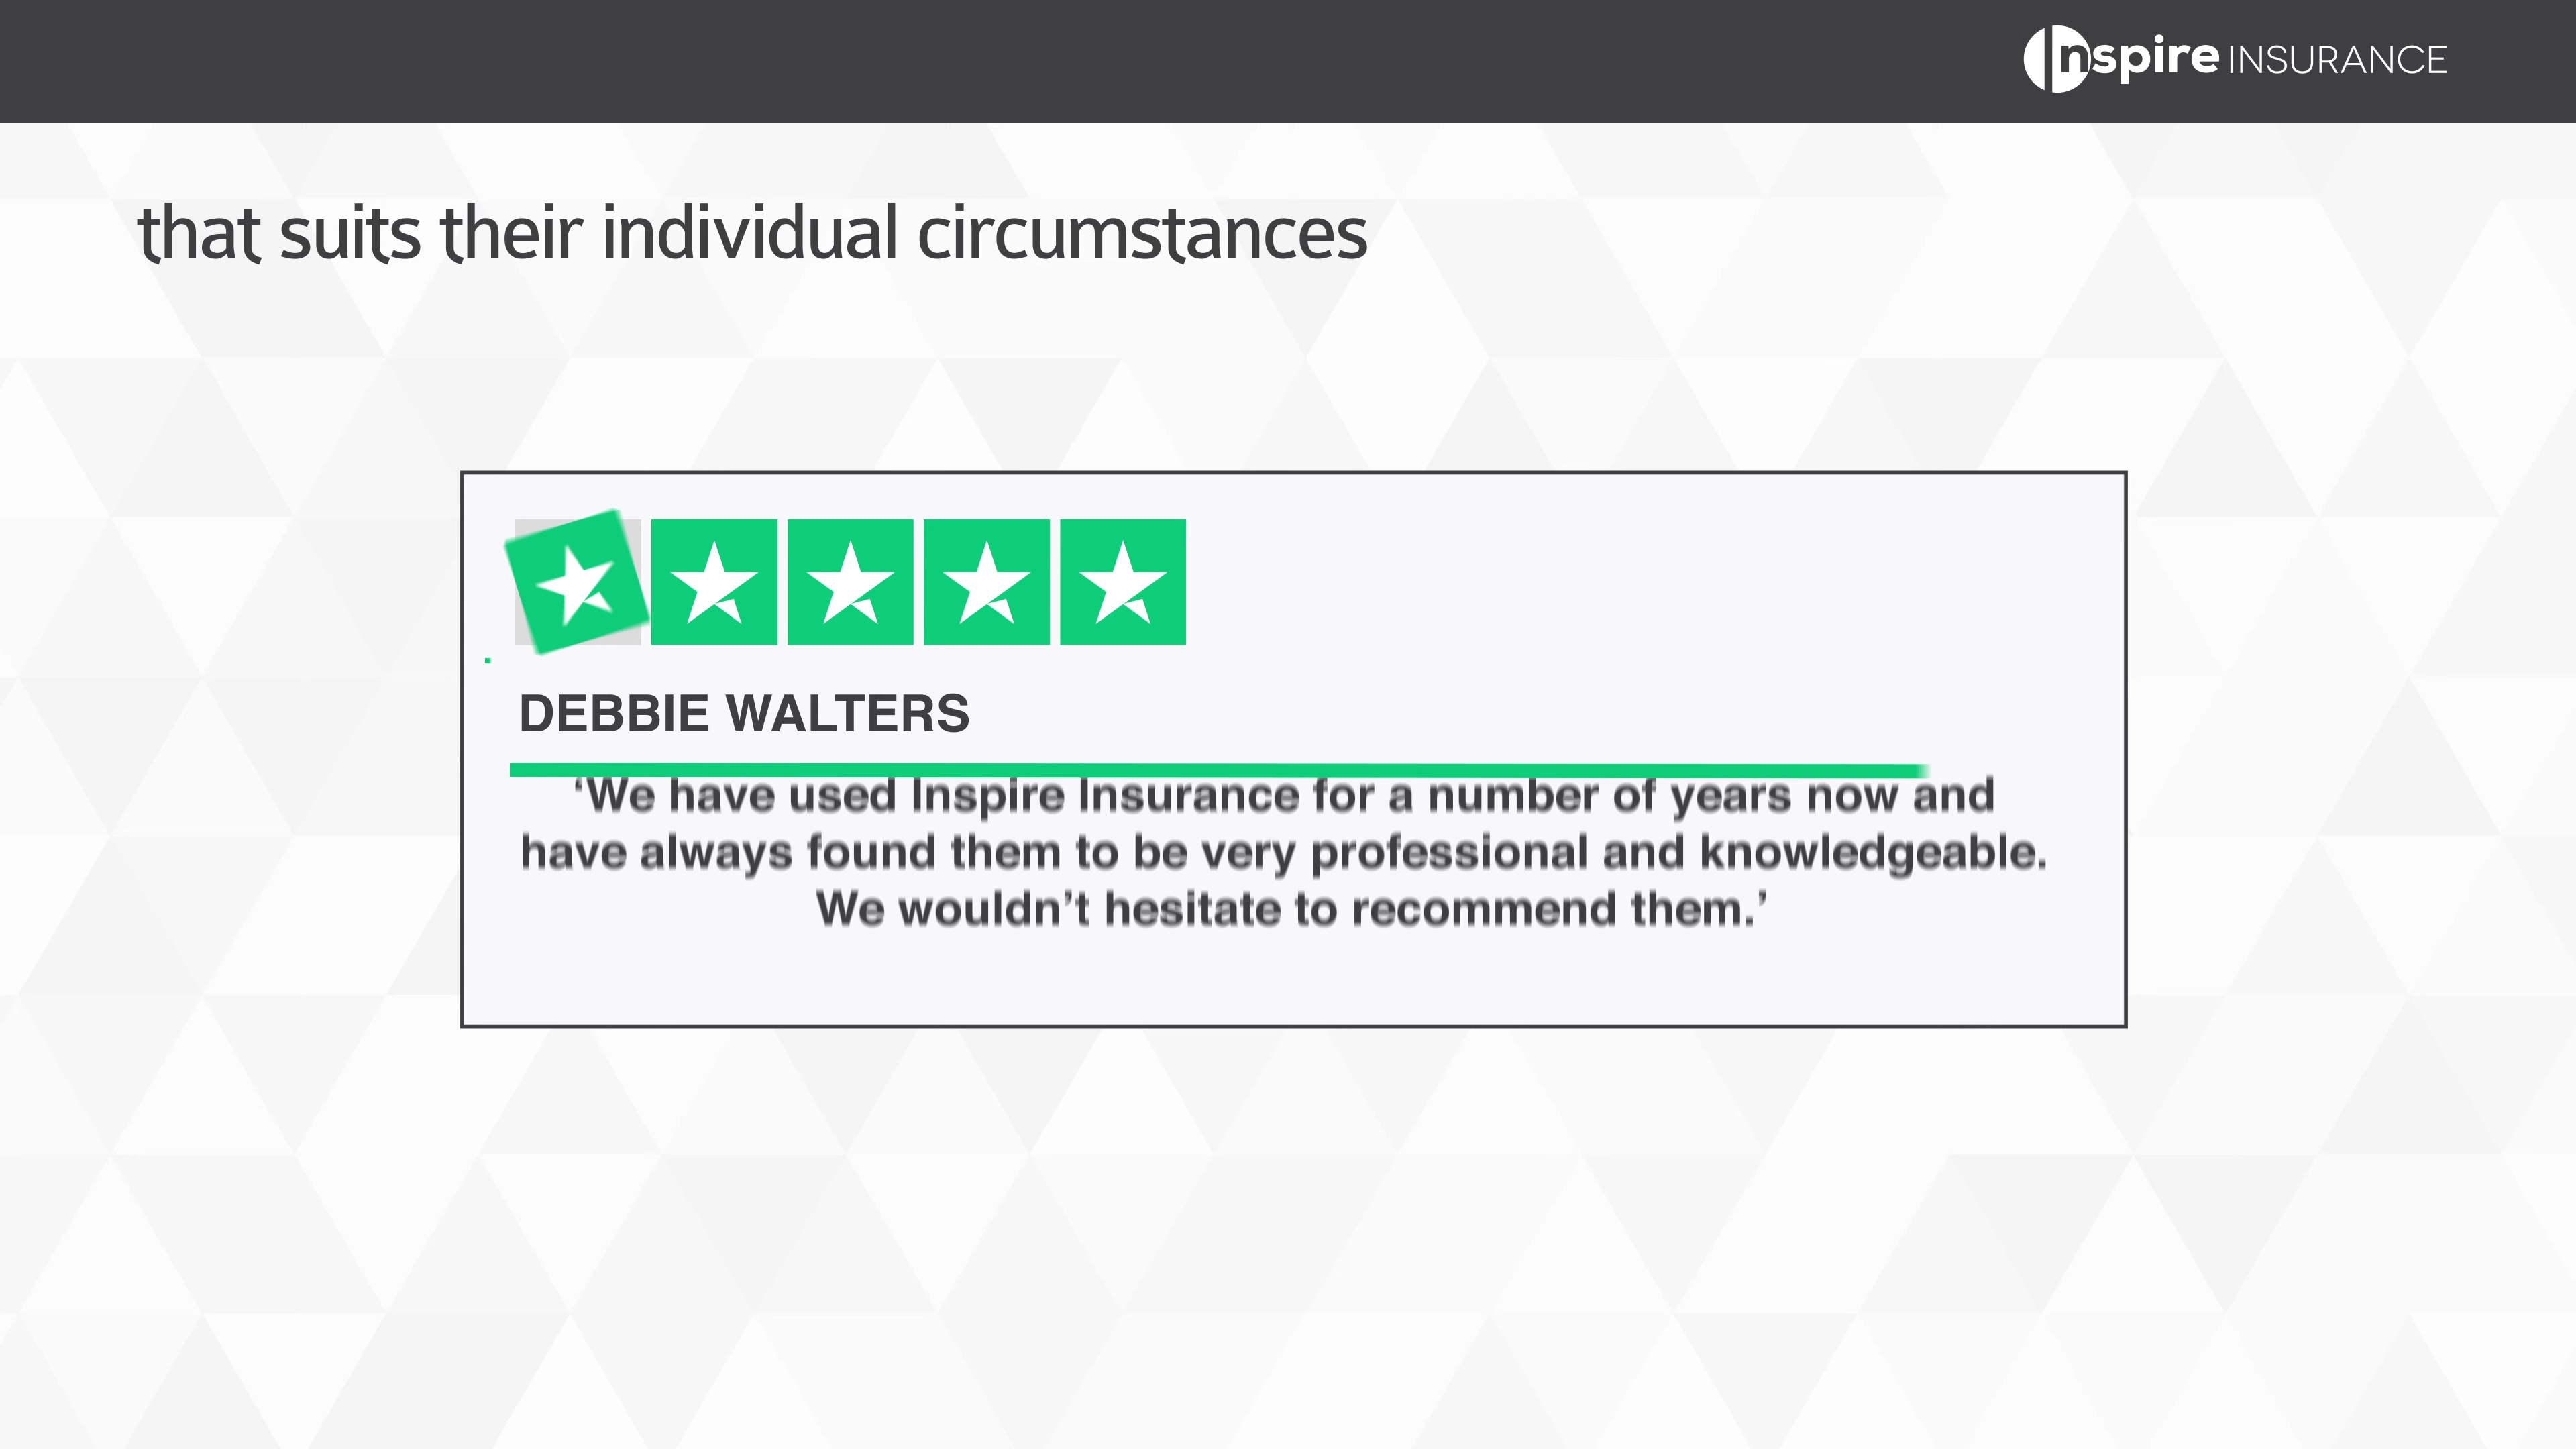 Inspire INSURANCE
that suits their individual circumstances
DEBBIE WALTERS
‘We have used Inspire Insurance for a number of years now and
have always found them to be very professional and knowledgeable.
We wouldn’t hesitate to recommend them.’